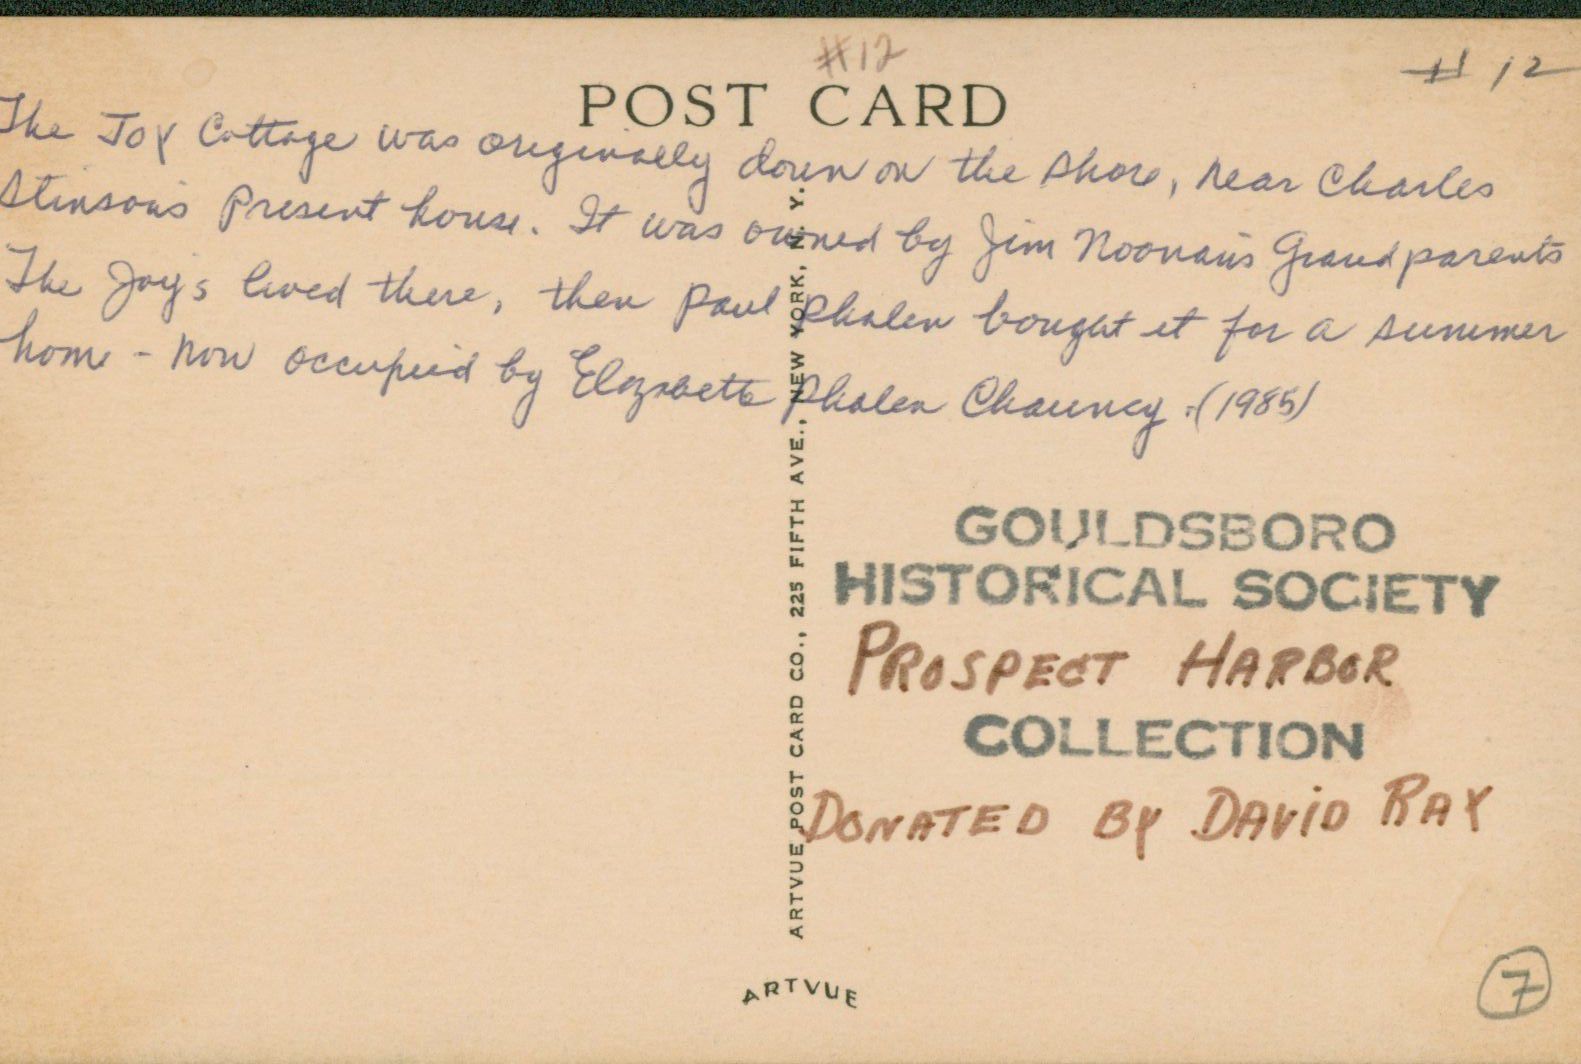 #12
# 12
POST CARD
The Joy Cottage was originally down on the shore, near Charles
Stinson's present house. It was owned by Jim Noonan's Grandparents
The Joy's lived there, then Paul Phalen bought it for a summer
home - now occupied by Elizabeth Phalen Chauncy. (1985)
ARTVUE POST CARD CO., 225 FIFTH AVE., NEW YORK, N. Y.
GOULDSBORO
HISTORICAL SOCIETY
PROSPECT HARBOR
COLLECTION
DONATED BY DAVID RAY
ARTVUE
7